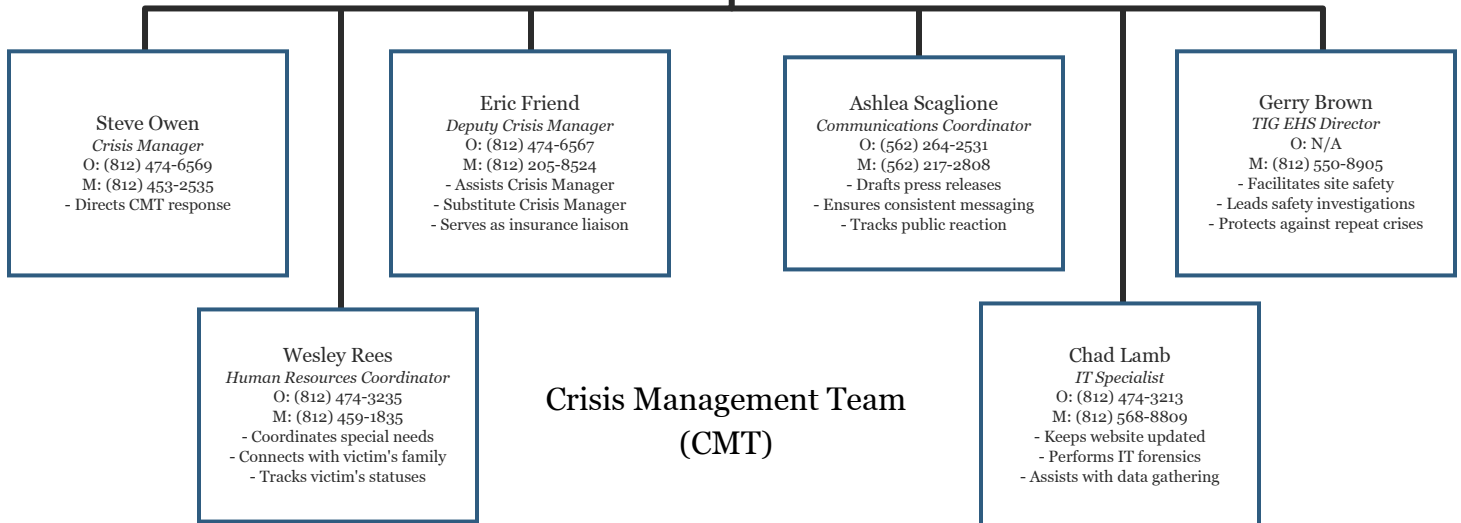 Steve Owen
Crisis Manager
O: (812) 474-6569
M: (812) 453-2535
- Directs CMT response
Eric Friend
Deputy Crisis Manager
O: (812) 474-6567
M: (812) 205-8524
- Assists Crisis Manager
- Substitute Crisis Manager
- Serves as insurance liaison
Ashlea Scaglione
Communications Coordinator
O: (562) 264-2531
M: (562) 217-2808
- Drafts press releases
- Ensures consistent messaging
- Tracks public reaction
Gerry Brown
TIG EHS Director
O: N/A
M: (812) 550-8905
- Facilitates site safety
- Leads safety investigations
- Protects against repeat crises
Wesley Rees
Human Resources Coordinator
O: (812) 474-3235
M: (812) 459-1835
- Coordinates special needs
- Connects with victim's family
- Tracks victim's statuses
Crisis Management Team
(CMT)
Chad Lamb
IT Specialist
O: (812) 474-3213
M: (812) 568-8809
- Keeps website updated
- Performs IT forensics
- Assists with data gathering